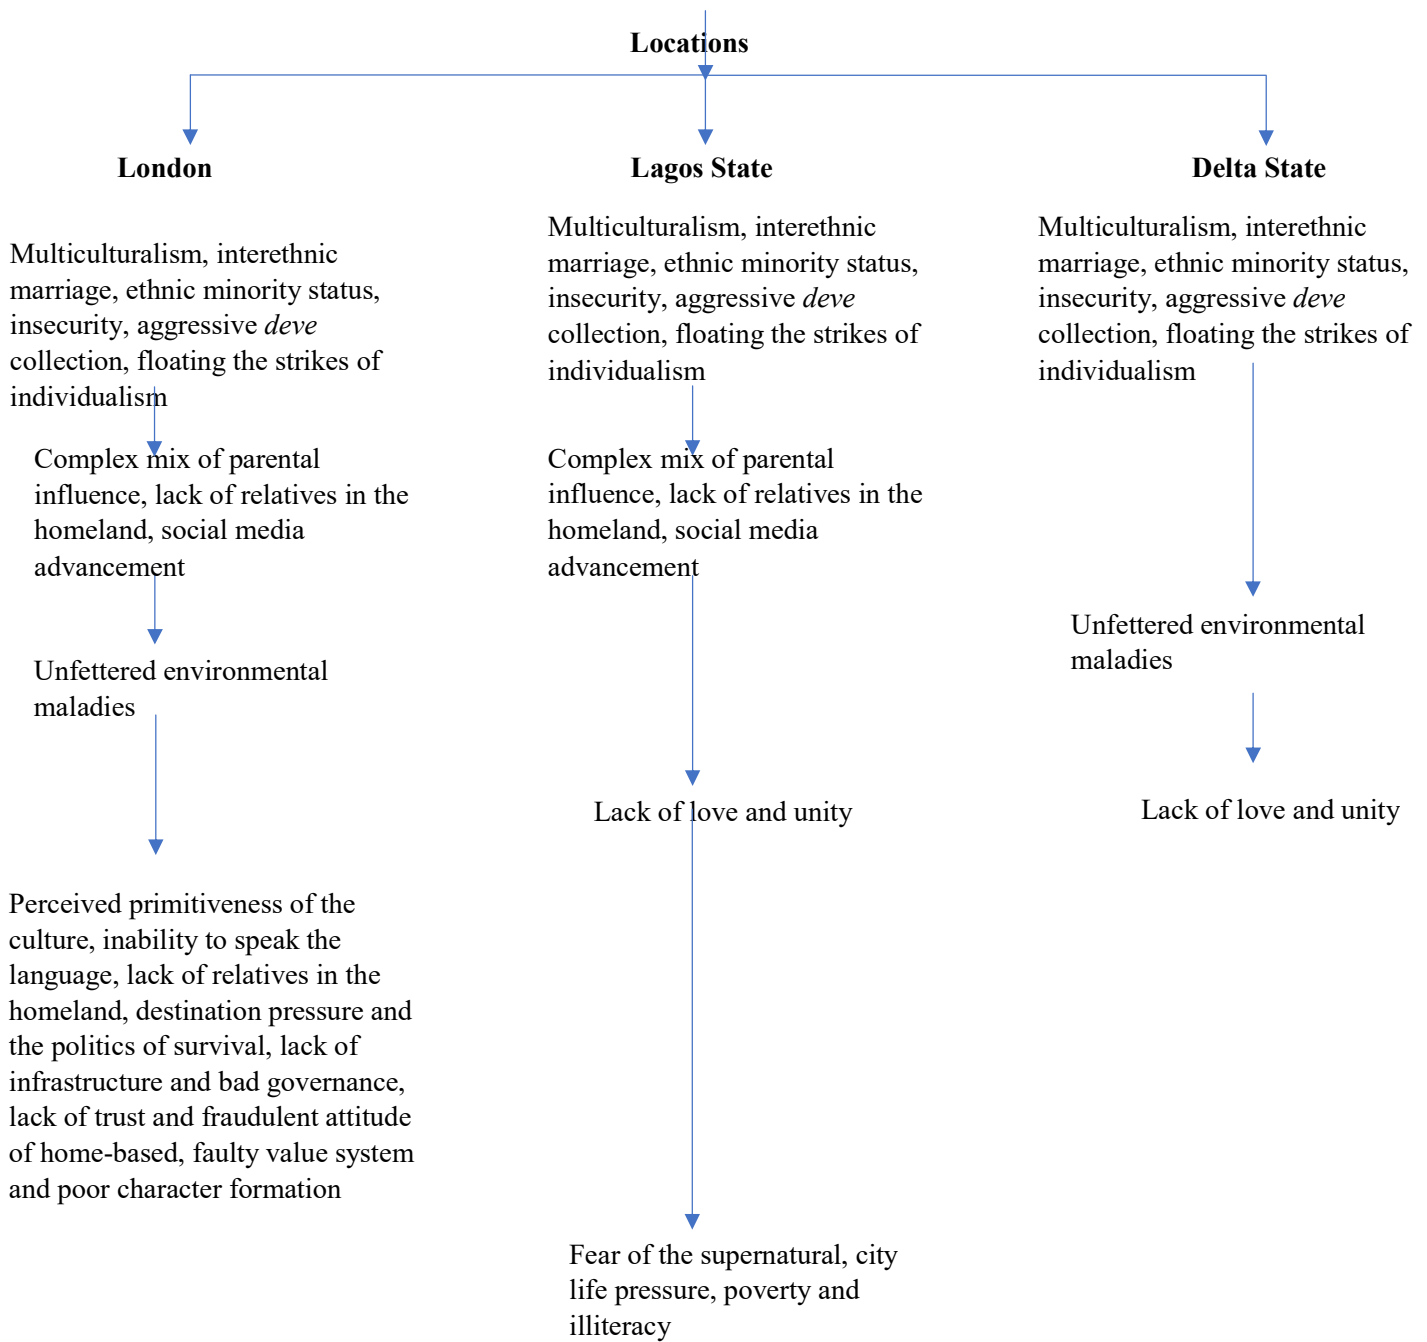 Locations
London
Multiculturalism, interethnic
marriage, ethnic minority status,
insecurity, aggressive deve
collection, floating the strikes of
individualism
Complex mix of parental
influence, lack of relatives in the
homeland, social media
advancement
Unfettered environmental
maladies
Perceived primitiveness of the
culture, inability to speak the
language, lack of relatives in the
homeland, destination pressure and
the politics of survival, lack of
infrastructure and bad governance,
lack of trust and fraudulent attitude
of home-based, faulty value system
and poor character formation
Lagos State
Multiculturalism, interethnic
marriage, ethnic minority status,
insecurity, aggressive deve
collection, floating the strikes of
individualism
Complex mix of parental
influence, lack of relatives in the
homeland, social media
advancement
Lack of love and unity
Fear of the supernatural, city
life pressure, poverty and
illiteracy
Delta State
Multiculturalism, interethnic
marriage, ethnic minority status,
insecurity, aggressive deve
collection, floating the strikes of
individualism
Unfettered environmental
maladies
Lack of love and unity